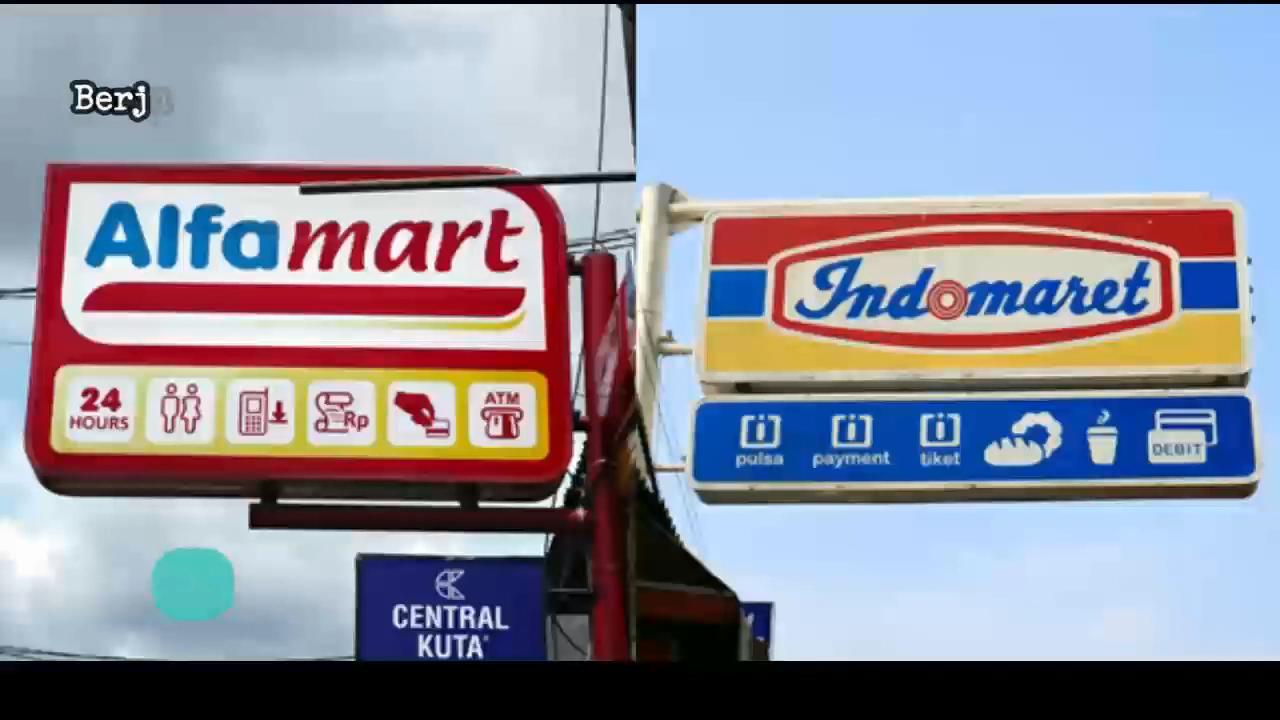 Berj
Alfamart
24
HOURS
Rp
ATM
CENTRAL
KUTA
Indomaret
pulsa
payment
tiket
DEBIT